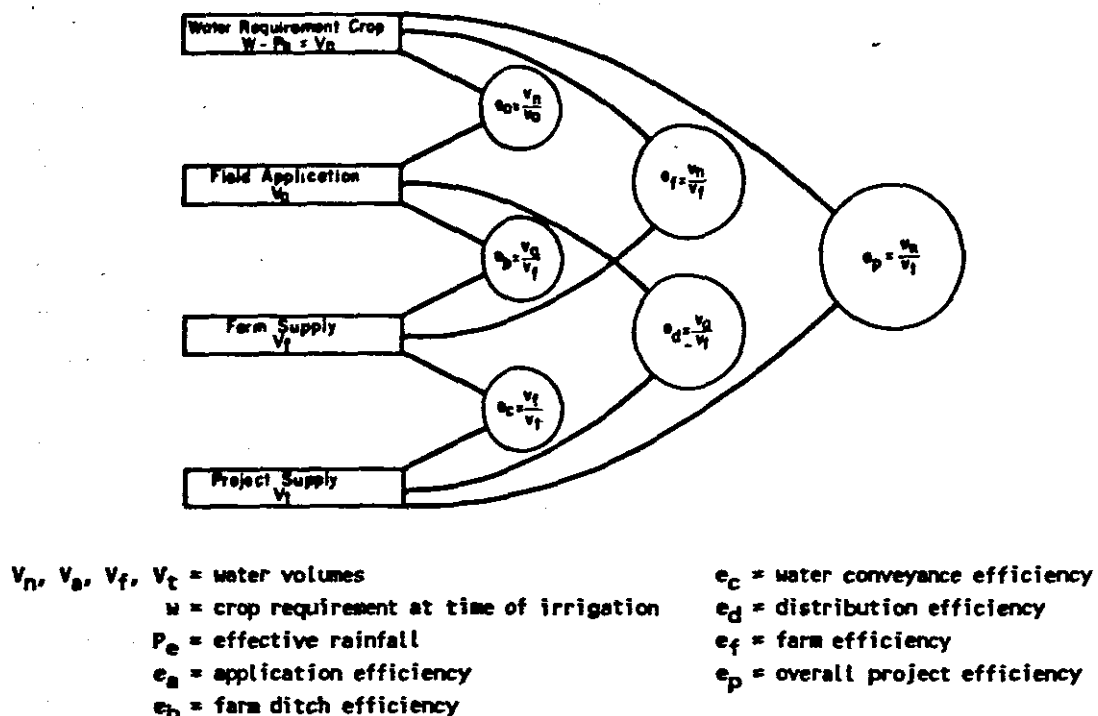 Water Requirement Crop
W - Pe = Vn
ea = Vn/Va
Field Application
Va
ef = Vn/Vf
ep = Va/Vf
ep = Vn/Vt
Farm Supply
Vf
ed = Va/Vt
ec = Vf/Vt
Project Supply
Vt
Vn, Va, Vf, Vt = water volumes
w = crop requirement at time of irrigation
Pe = effective rainfall
ea = application efficiency
eb = farm ditch efficiency
ec = water conveyance efficiency
ed = distribution efficiency
ef = farm efficiency
ep = overall project efficiency